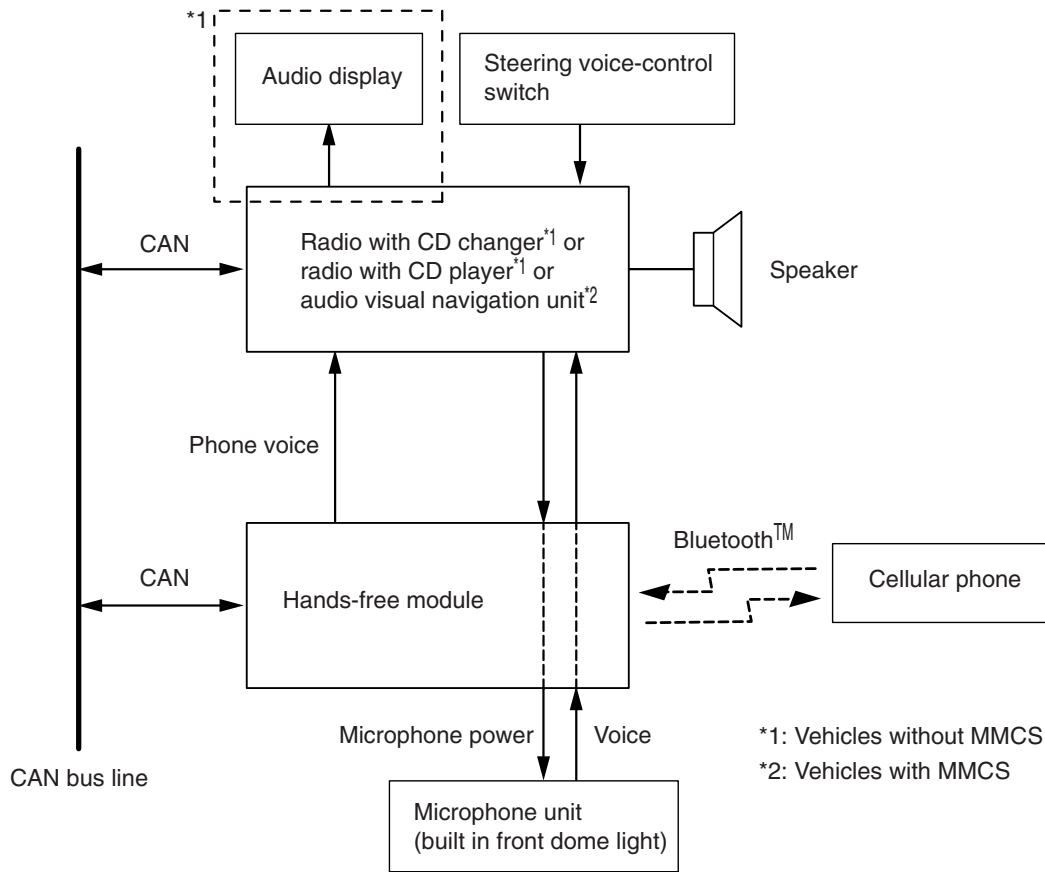 *1
Audio display
Steering voice-control
switch
CAN
Radio with CD changer*1 or
radio with CD player*1 or
audio visual navigation unit*2
Speaker
Phone voice
Bluetooth™
CAN
Hands-free module
Cellular phone
Microphone power
Voice
*1: Vehicles without MMCS
*2: Vehicles with MMCS
CAN bus line
Microphone unit
(built in front dome light)